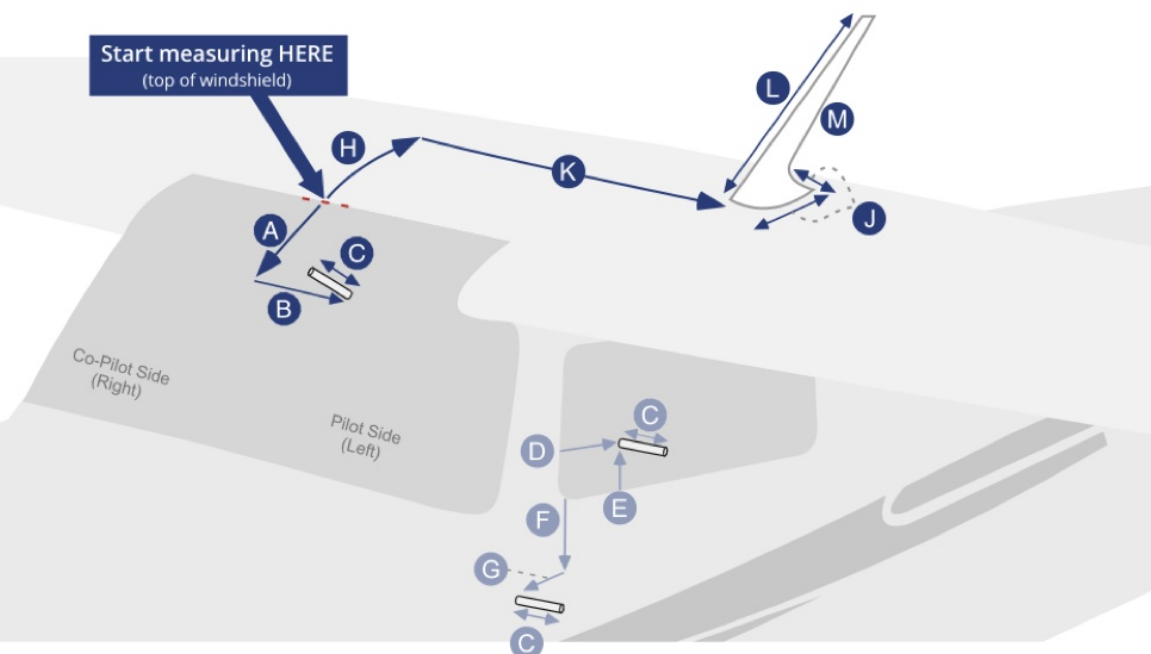 Start measuring HERE
(top of windshield)
L
M
H
K
J
A
C
B
Co-Pilot Side
(Right)
Pilot Side
(Left)
C
D
E
F
G
C